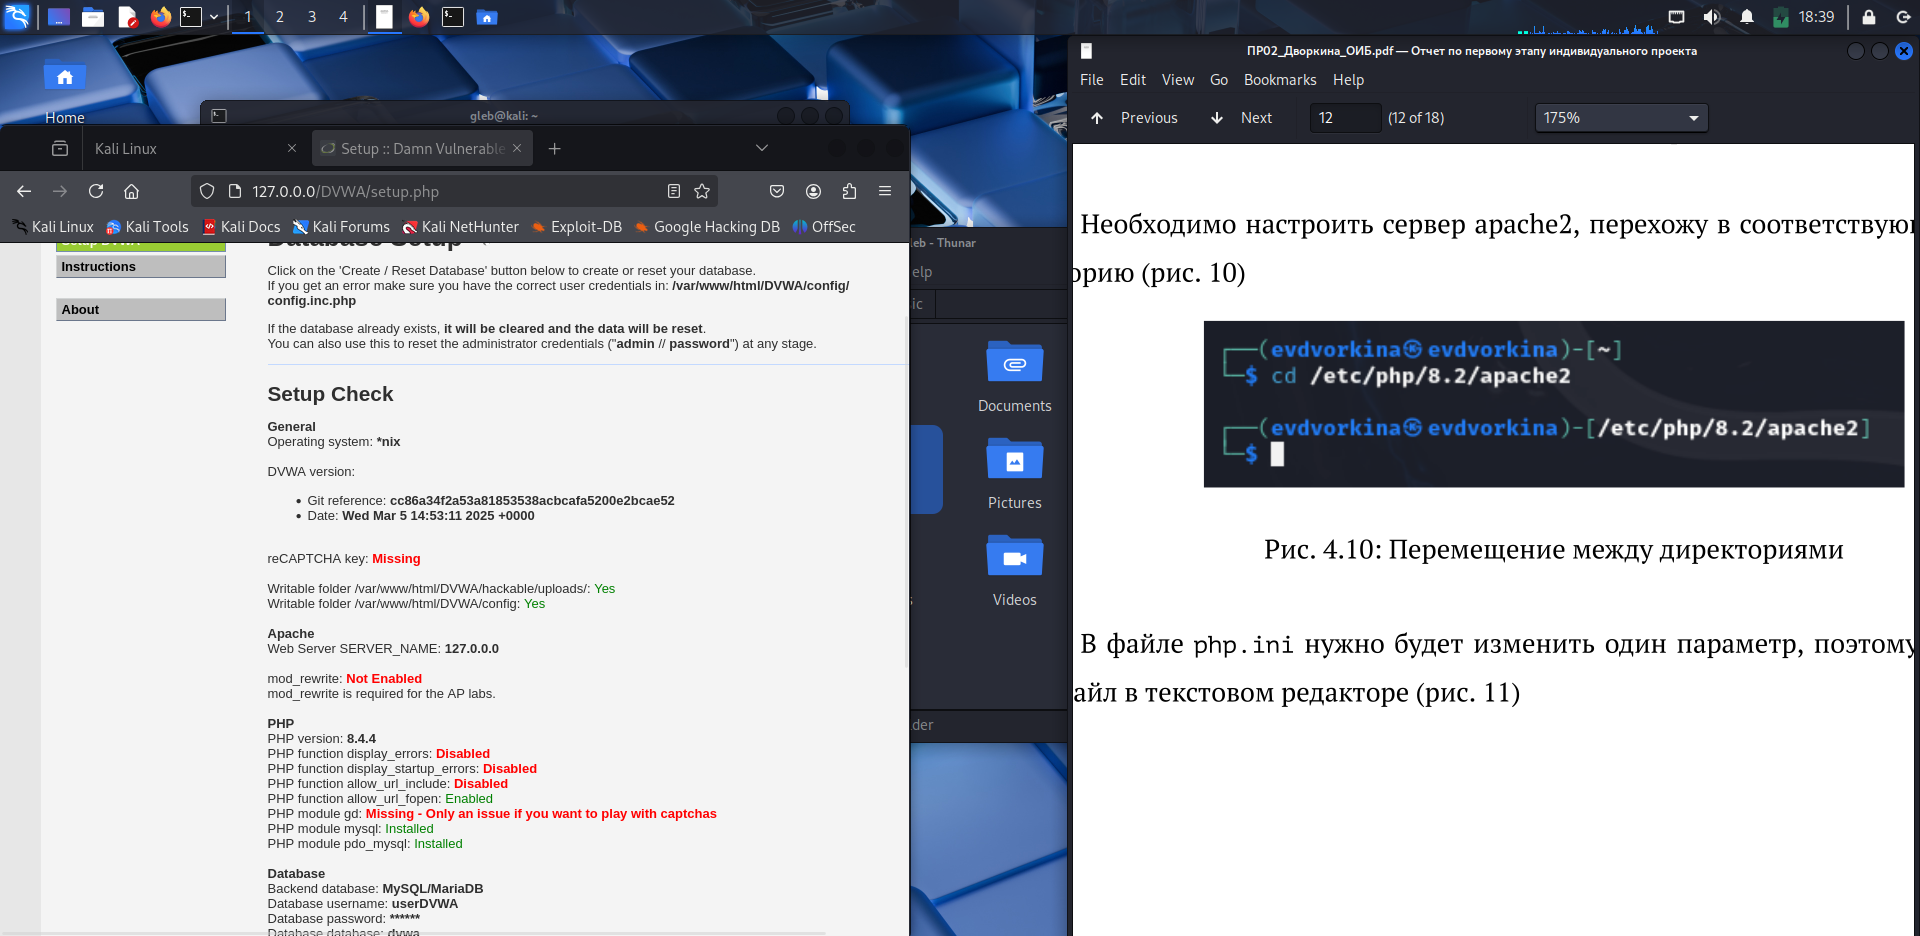 1 2 3 4
18:39
Home
gleb@kali: ~
Kali Linux
Setup :: Damn Vulnerable
127.0.0.0/DVWA/setup.php
Kali Linux
Kali Tools
Kali Docs
Kali Forums
Kali NetHunter
Exploit-DB
Google Hacking DB
OffSec
Instructions
About
Database Setup
Click on the 'Create / Reset Database' button below to create or reset your database.
If you get an error make sure you have the correct user credentials in: /var/www/html/DVWA/config/
config.inc.php
If the database already exists, it will be cleared and the data will be reset.
You can also use this to reset the administrator credentials ("admin // password") at any stage.
Setup Check
General
Operating system: *nix
DVWA version:
• Git reference: cc86a34f2a53a81853538acbcafa5200e2bcae52
• Date: Wed Mar 5 14:53:11 2025 +0000
reCAPTCHA key: Missing
Writable folder /var/www/html/DVWA/hackable/uploads/: Yes
Writable folder /var/www/html/DVWA/config: Yes
Apache
Web Server SERVER_NAME: 127.0.0.0
mod_rewrite: Not Enabled
mod_rewrite is required for the AP labs.
PHP
PHP version: 8.4.4
PHP function display_errors: Disabled
PHP function display_startup_errors: Disabled
PHP function allow_url_include: Disabled
PHP function allow_url_fopen: Enabled
PHP module gd: Missing - Only an issue if you want to play with captchas
PHP module mysql: Installed
PHP module pdo_mysql: Installed
Database
Backend database: MySQL/MariaDB
Database username: userDVWA
Database password: ******
Database database: dvwa
leb - Thunar
elp
ic
Documents
Pictures
Videos
s
lder
ПР02_Дворкина_ОИБ.pdf — Отчет по первому этапу индивидуального проекта
File Edit View Go Bookmarks Help
Previous
Next
12
(12 of 18)
175%
Необходимо настроить сервер apache2, перехожу в соответствую
орию (рис. 10)
(evdvorkina㉿evdvorkina)-[~]
$ cd /etc/php/8.2/apache2
(evdvorkina㉿evdvorkina)-[/etc/php/8.2/apache2]
$
Рис. 4.10: Перемещение между директориями
В файле php.ini нужно будет изменить один параметр, поэтому
айл в текстовом редакторе (рис. 11)